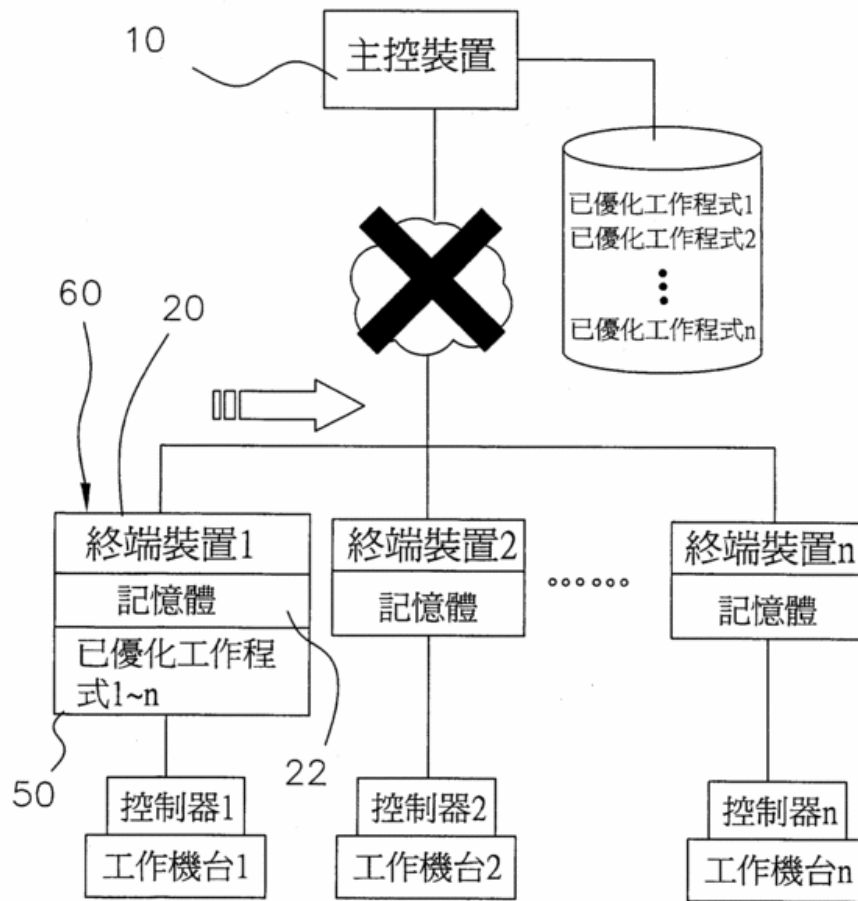 10
主控裝置
已優化工作程式1
已優化工作程式2
已優化工作程式n
60
20
終端裝置1
記憶體
已優化工作程
式1~n
終端裝置2
記憶體
終端裝置n
記憶體
50
22
控制器1
工作機台1
控制器2
工作機台2
控制器n
工作機台n